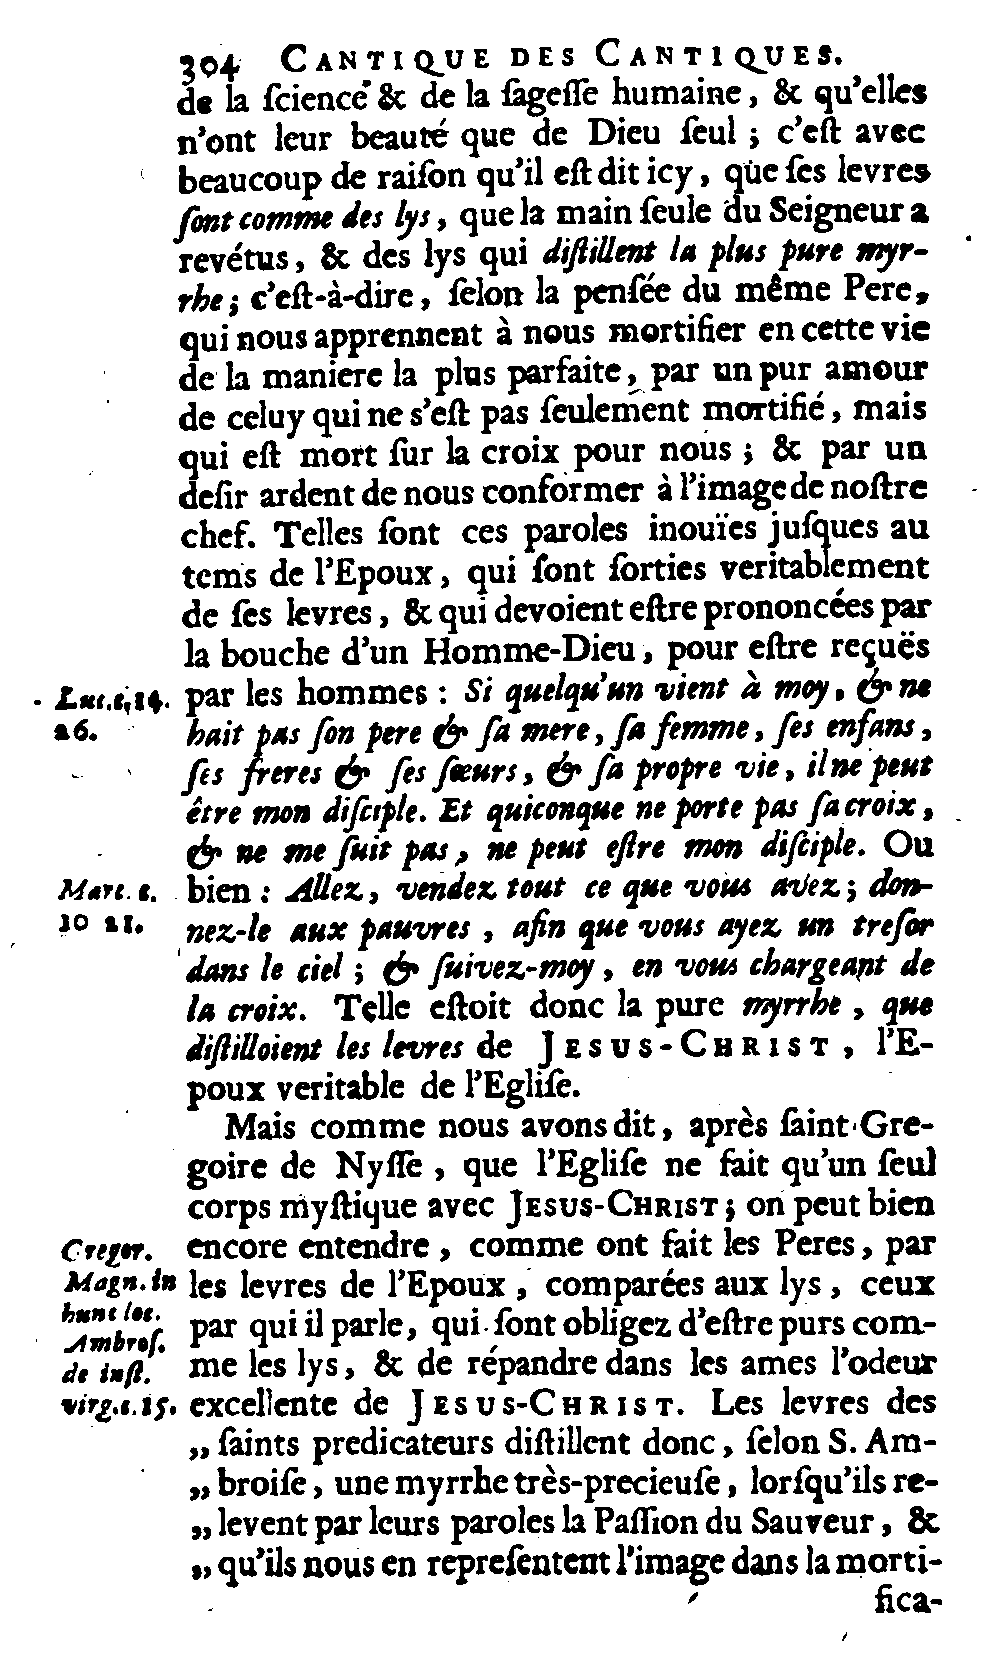 304 CANTIQUE DES CANTIQUES.
de la ſcience & de la ſageſſe humaine, & qu'elles
n'ont leur beauté que de Dieu ſeul ; c'eſt avec
beaucoup de raiſon qu'il eſt dit icy, que ſes levres
ſont comme des lys, que la main ſeule du Seigneur a
revétus, & des lys qui diſtillent la plus pure myr-
rhe ; c'eſt-à-dire, ſelon la penſée du même Pere,
qui nous apprennent à nous mortifier en cette vie
de la maniere la plus parfaite, par un pur amour
de celuy qui ne s'eſt pas ſeulement mortifié, mais
qui eſt mort ſur la croix pour nous ; & par un
deſir ardent de nous conformer à l'image de noſtre
chef. Telles ſont ces paroles inouïes juſques au
tems de l'Epoux, qui ſont ſorties veritablement
de ſes levres, & qui devoient eſtre prononcées par
la bouche d'un Homme-Dieu, pour eſtre reçuës
Luc. c. 14. par les hommes : Si quelqu'un vient à moy, & ne
26. hait pas ſon pere & ſa mere, ſa femme, ſes enfans,
ſes freres & ſes ſœurs, & ſa propre vie, il ne peut
être mon diſciple. Et quiconque ne porte pas ſa croix,
& ne me ſuit pas, ne peut eſtre mon diſciple. Ou
Marc. c. bien : Allez, vendez tout ce que vous avez ; don-
10 21. nez-le aux pauvres, afin que vous ayez un treſor
dans le ciel ; & ſuivez-moy, en vous chargeant de
la croix. Telle eſtoit donc la pure myrrhe, que
diſtilloient les levres de JESUS-CHRIST, l'E-
poux veritable de l'Egliſe.
Mais comme nous avons dit, après ſaint Gre-
goire de Nyſſe, que l'Egliſe ne fait qu'un ſeul
corps myſtique avec JESUS-CHRIST ; on peut bien
Gregor. encore entendre, comme ont fait les Peres, par
Magn. in les levres de l'Epoux, comparées aux lys, ceux
hunc loc.
Ambroſ. par qui il parle, qui ſont obligez d'eſtre purs com-
de inſt. me les lys, & de répandre dans les ames l'odeur
virg. c. 15. excellente de JESUS-CHRIST. Les levres des
„ ſaints predicateurs diſtillent donc, ſelon S. Am-
„ broiſe, une myrrhe très-precieuſe, lorſqu'ils re-
„ levent par leurs paroles la Paſſion du Sauveur, &
„ qu'ils nous en repreſentent l'image dans la morti-
fica-